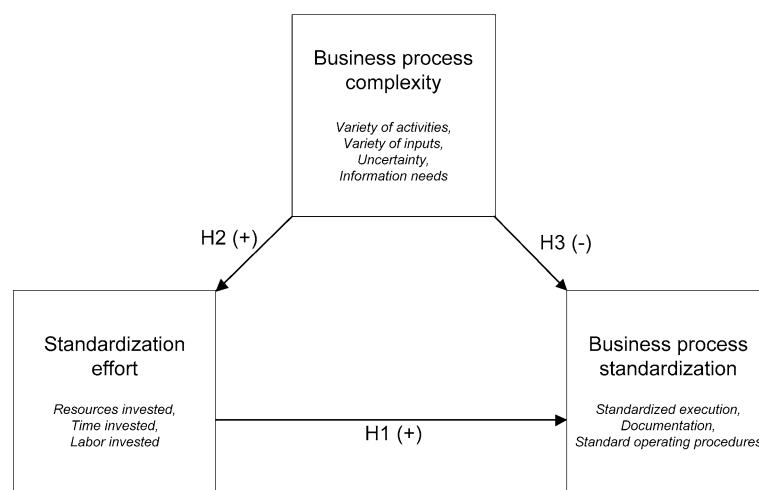 Business process
complexity
Variety of activities,
Variety of inputs,
Uncertainty,
Information needs
H2 (+)
H3 (-)
Standardization
effort
Resources invested,
Time invested,
Labor invested
H1 (+)
Business process
standardization
Standardized execution,
Documentation,
Standard operating procedures